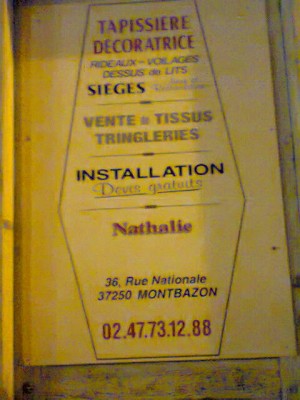 TAPISSIERE
DÉCORATRICE
RIDEAUX - VOILAGES
DESSUS de LITS
SIÈGES
VENTE de TISSUS
TRINGLERIES
INSTALLATION
Devis gratuits
Nathalie
36, Rue Nationale
37250 MONTBAZON
02.47.73.12.88